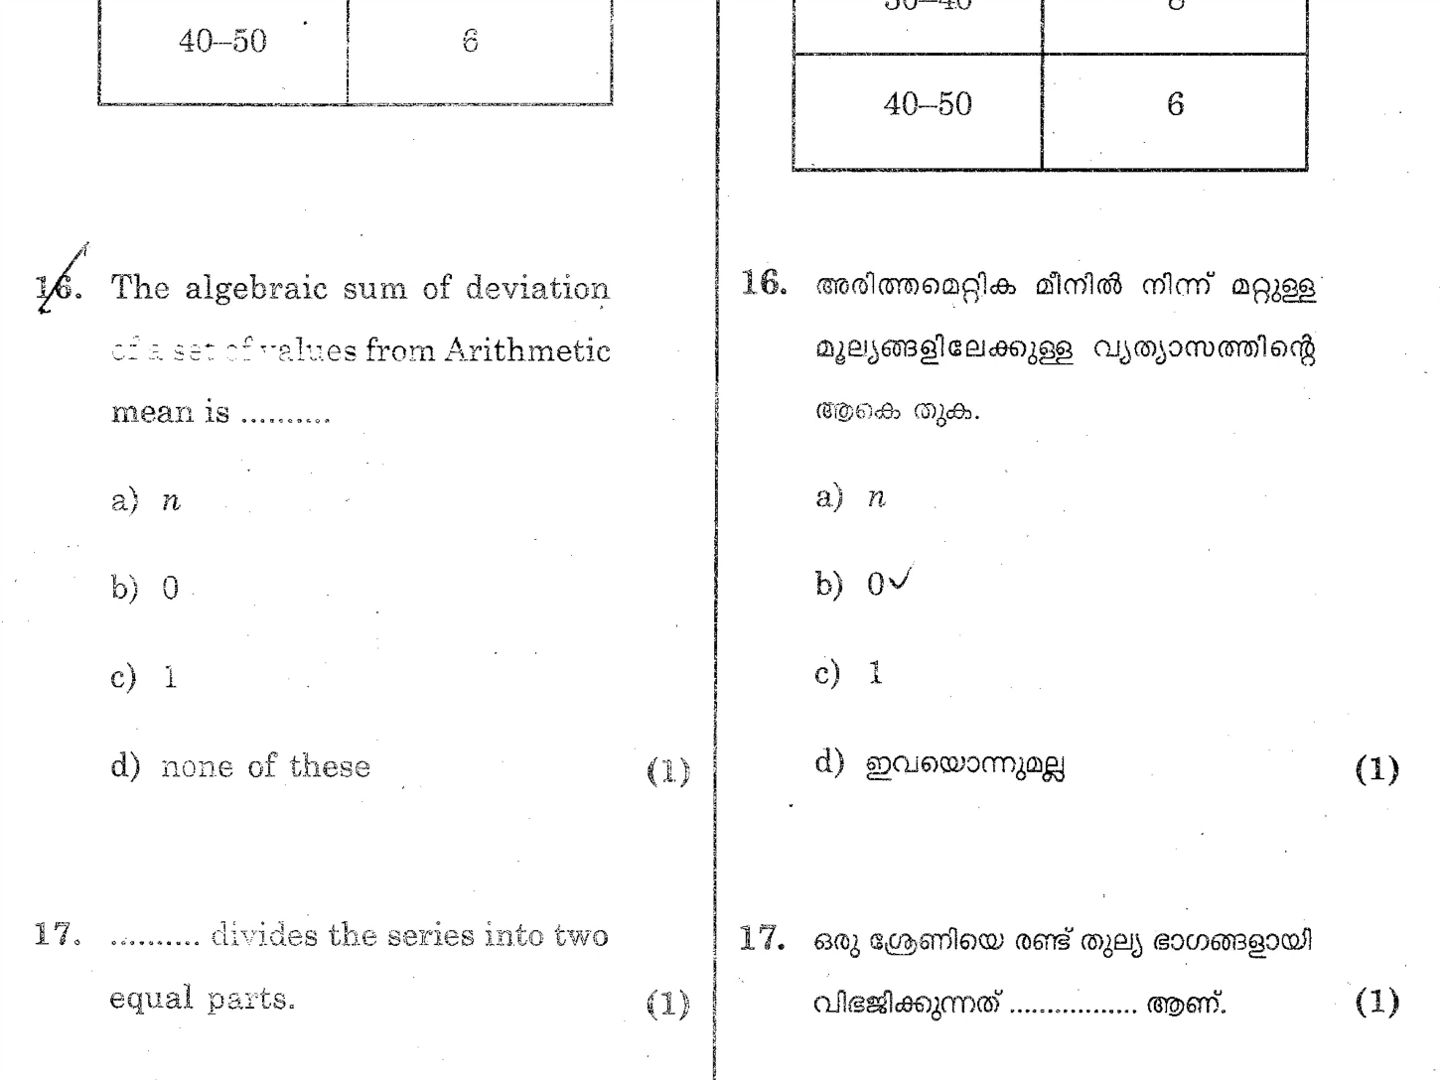 40–50 6
16. The algebraic sum of deviation
of a set of values from Arithmetic
mean is ..........
a) n
b) 0
c) 1
d) none of these (1)
17. .......... divides the series into two
equal parts. (1)
40–50 6
16. അരിത്തമെറ്റിക മീനിൽ നിന്ന് മറ്റുള്ള
മൂല്യങ്ങളിലേക്കുള്ള വ്യത്യാസത്തിന്റെ
ആകെ തുക.
a) n
b) 0✓
c) 1
d) ഇവയൊന്നുമല്ല (1)
17. ഒരു ശ്രേണിയെ രണ്ട് തുല്യ ഭാഗങ്ങളായി
വിഭജിക്കുന്നത് ................. ആണ്. (1)